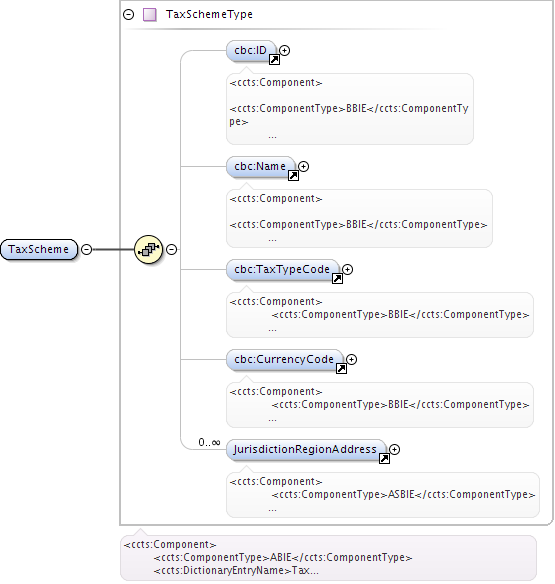 TaxSchemeType
cbc:ID
<ccts:Component>
<ccts:ComponentType>BBIE</ccts:ComponentTy
pe>
...
cbc:Name
<ccts:Component>
<ccts:ComponentType>BBIE</ccts:ComponentType>
...
TaxScheme
cbc:TaxTypeCode
<ccts:Component>
<ccts:ComponentType>BBIE</ccts:ComponentType>
...
cbc:CurrencyCode
<ccts:Component>
<ccts:ComponentType>BBIE</ccts:ComponentType>
...
0..∞
JurisdictionRegionAddress
<ccts:Component>
<ccts:ComponentType>ASBIE</ccts:ComponentType>
...
<ccts:Component>
<ccts:ComponentType>ABIE</ccts:ComponentType>
<ccts:DictionaryEntryName>Tax...